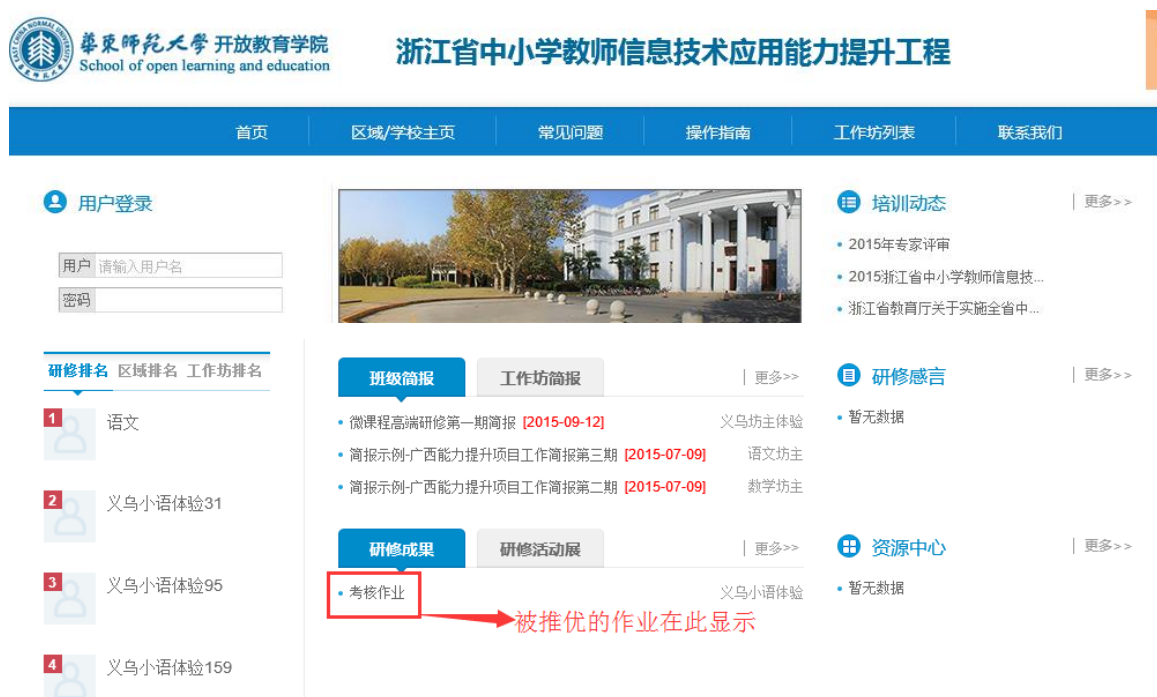 華東師範大學 开放教育学院
School of open learning and education
浙江省中小学教师信息技术应用能力提升工程
首页 区域/学校主页 常见问题 操作指南 工作坊列表 联系我们
用户登录
用户 请输入用户名
密码
培训动态 更多>>
2015年专家评审
2015浙江省中小学教师信息技...
浙江省教育厅关于实施全省中...
研修排名 区域排名 工作坊排名
1 语文
2 义乌小语体验31
3 义乌小语体验95
4 义乌小语体验159
班级简报 工作坊简报 更多>>
微课程高端研修第一期简报 [2015-09-12] 义乌坊主体验
简报示例-广西能力提升项目工作简报第三期 [2015-07-09] 语文坊主
简报示例-广西能力提升项目工作简报第二期 [2015-07-09] 数学坊主
研修感言 更多>>
暂无数据
研修成果 研修活动展 更多>>
考核作业 义乌小语体验
被推优的作业在此显示
资源中心 更多>>
暂无数据